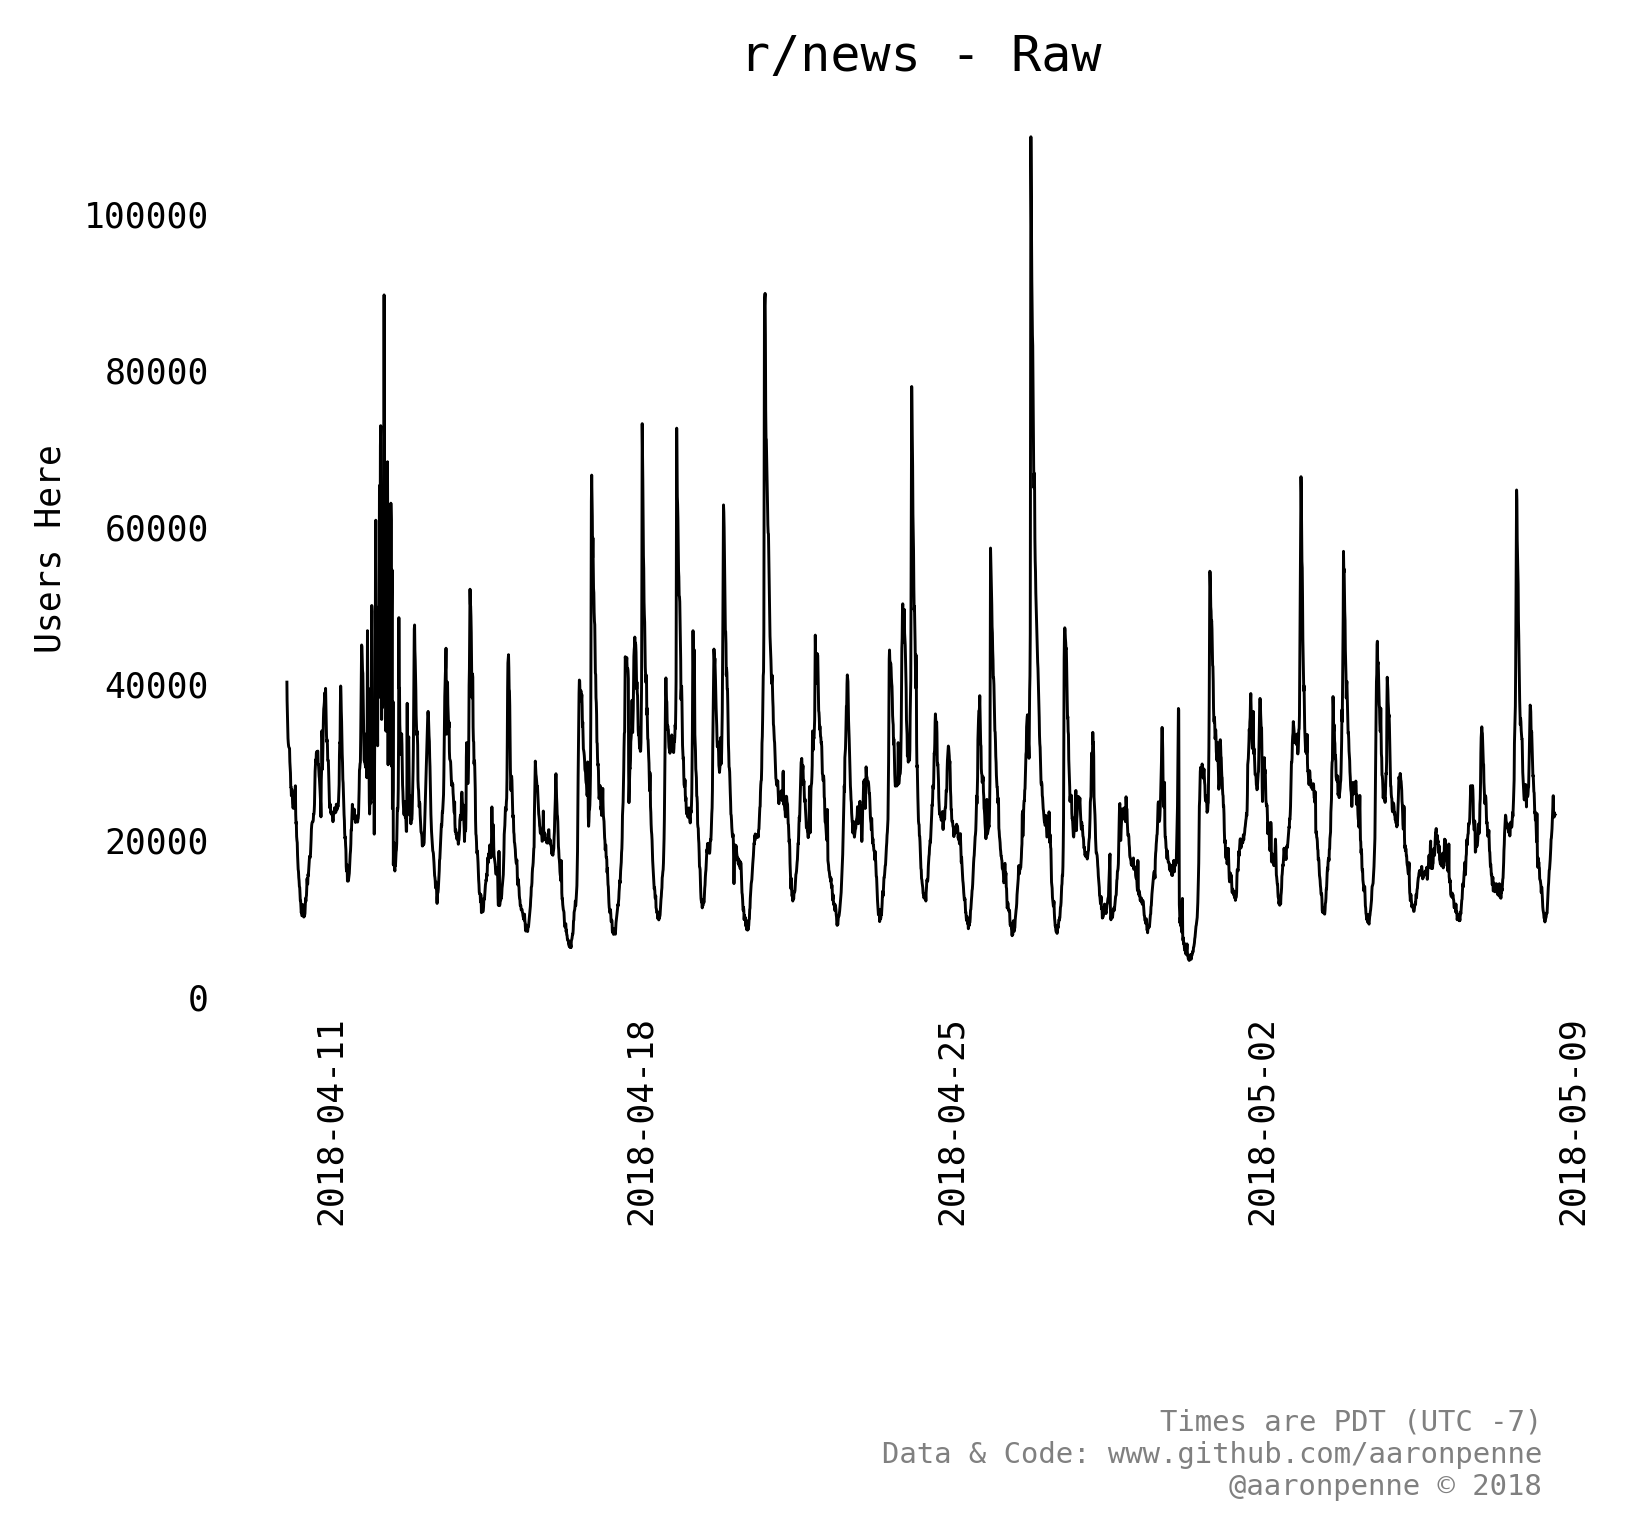 r/news - Raw
100000
80000
60000
40000
20000
0
Users Here
2018-04-11
2018-04-18
2018-04-25
2018-05-02
2018-05-09
Times are PDT (UTC -7)
Data & Code: www.github.com/aaronpenne
@aaronpenne © 2018